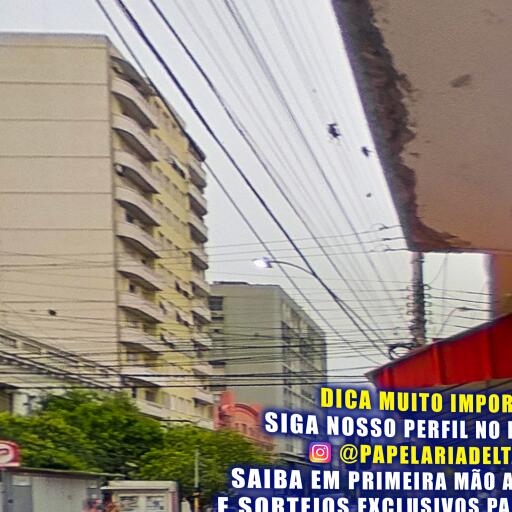 DICA MUITO IMPOR
SIGA NOSSO PERFIL NO
@PAPELARIADELT
SAIBA EM PRIMEIRA MÃO A
E SORTEIOS EXCLUSIVOS PA